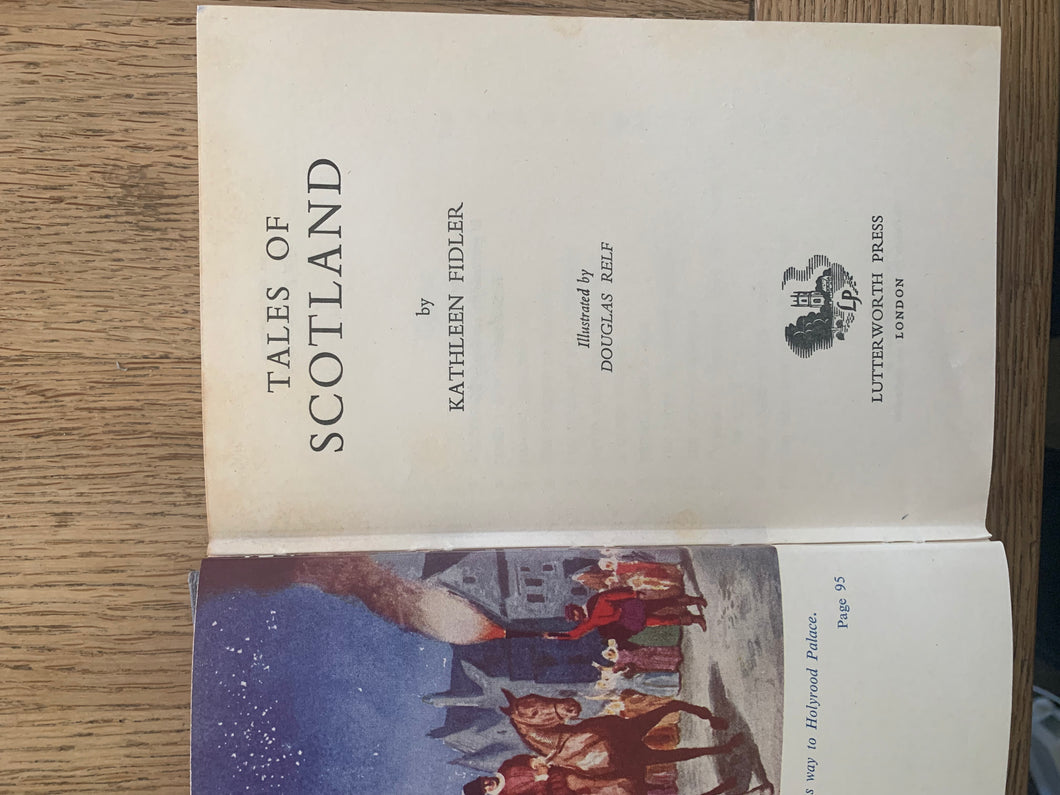 TALES OF
SCOTLAND
by
KATHLEEN FIDLER
Illustrated by
DOUGLAS RELF
LP
LUTTERWORTH PRESS
LONDON
way to Holyrood Palace.
Page 95